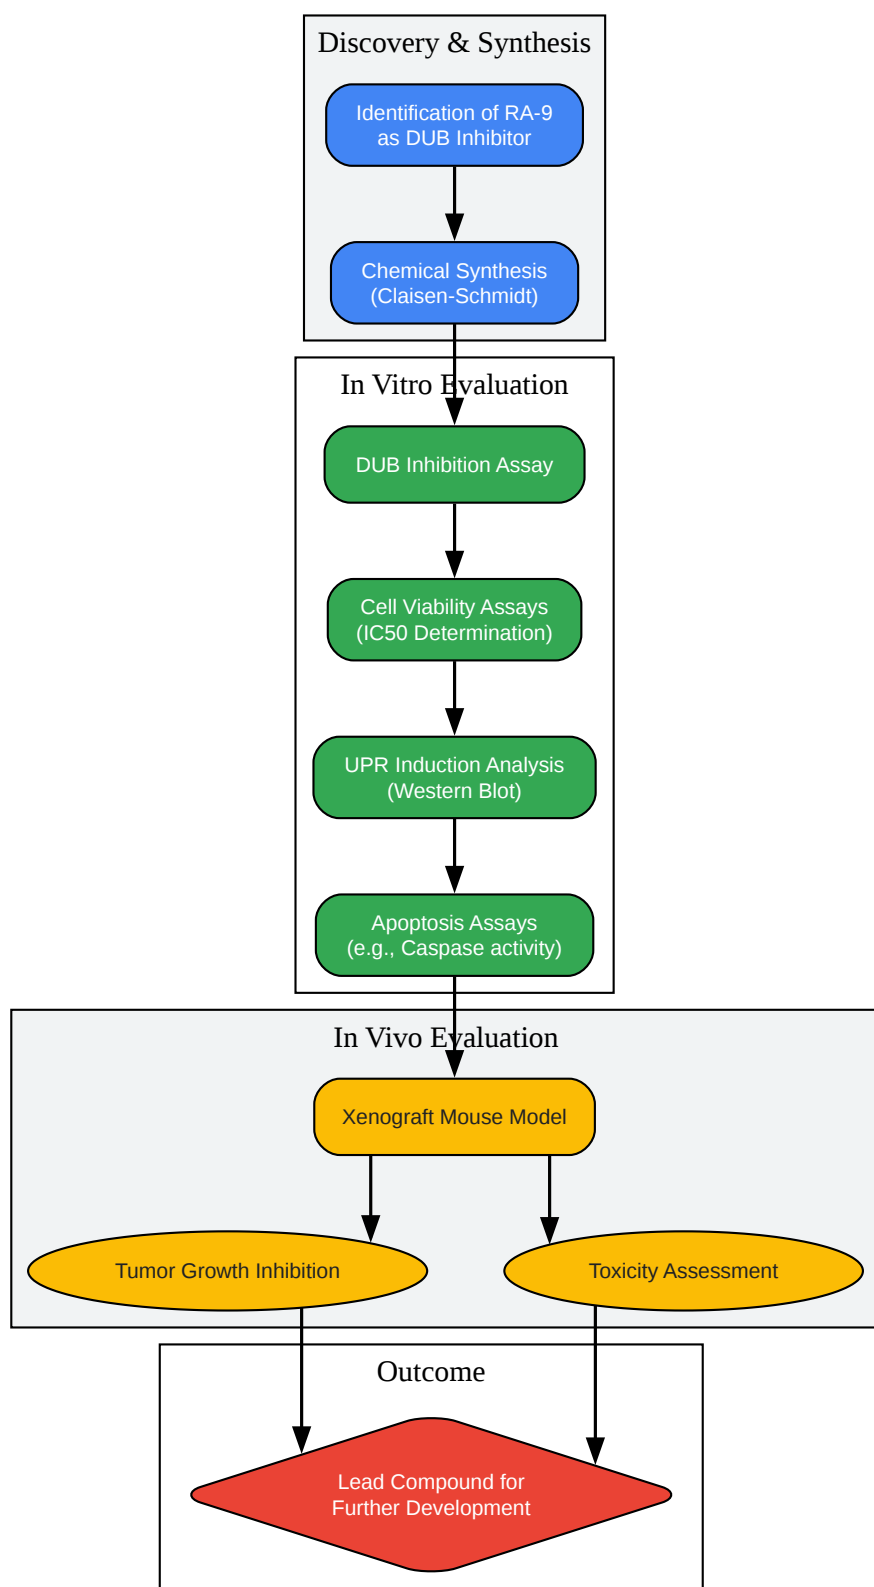 Discovery & Synthesis
Identification of RA-9
as DUB Inhibitor
Chemical Synthesis
(Claisen-Schmidt)
In Vitro Evaluation
DUB Inhibition Assay
Cell Viability Assays
(IC50 Determination)
UPR Induction Analysis
(Western Blot)
Apoptosis Assays
(e.g., Caspase activity)
In Vivo Evaluation
Xenograft Mouse Model
Tumor Growth Inhibition
Toxicity Assessment
Outcome
Lead Compound for
Further Development